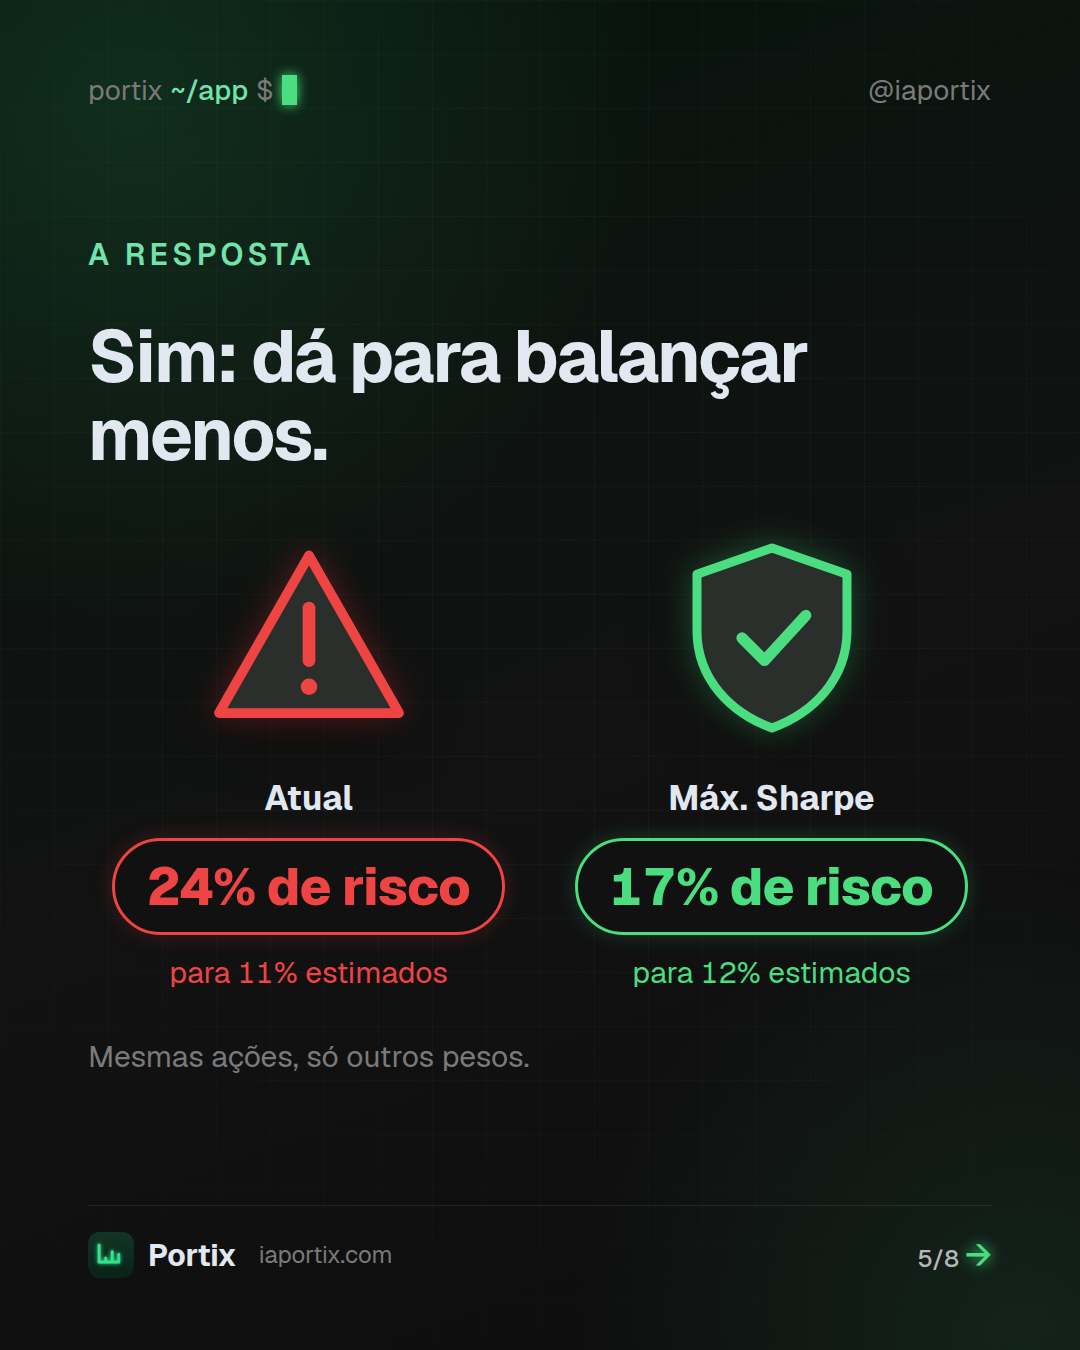 portix ~/app $
@iaportix
A RESPOSTA
Sim: dá para balançar
menos.
Atual
24% de risco
para 11% estimados
Máx. Sharpe
17% de risco
para 12% estimados
Mesmas ações, só outros pesos.
Portix iaportix.com
5/8 →